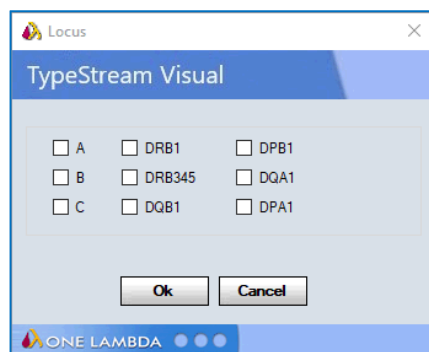 Locus
TypeStream Visual
A DRB1 DPB1
B DRB345 DQA1
C DQB1 DPA1
Ok Cancel
ONE LAMBDA